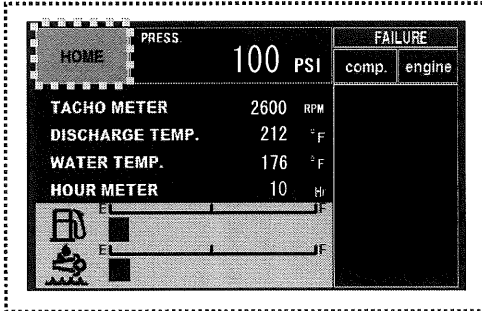 HOME
PRESS.
100 PSI
FAILURE
comp. engine
TACHO METER 2600 RPM
DISCHARGE TEMP. 212 °F
WATER TEMP. 176 °F
HOUR METER 10 Hr
E F
E F